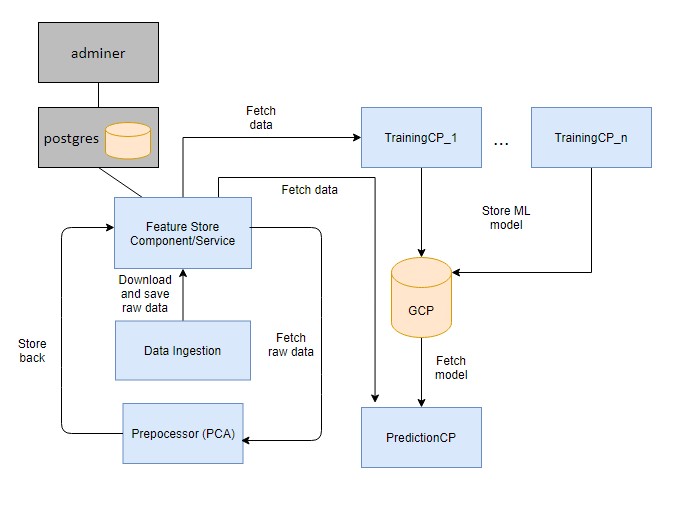 adminer
postgres
Fetch
data
TrainingCP_1
...
TrainingCP_n
Fetch data
Feature Store
Component/Service
Store ML
model
Download
and save
raw data
GCP
Store
back
Data Ingestion
Fetch
raw data
Fetch
model
Prepocessor (PCA)
PredictionCP